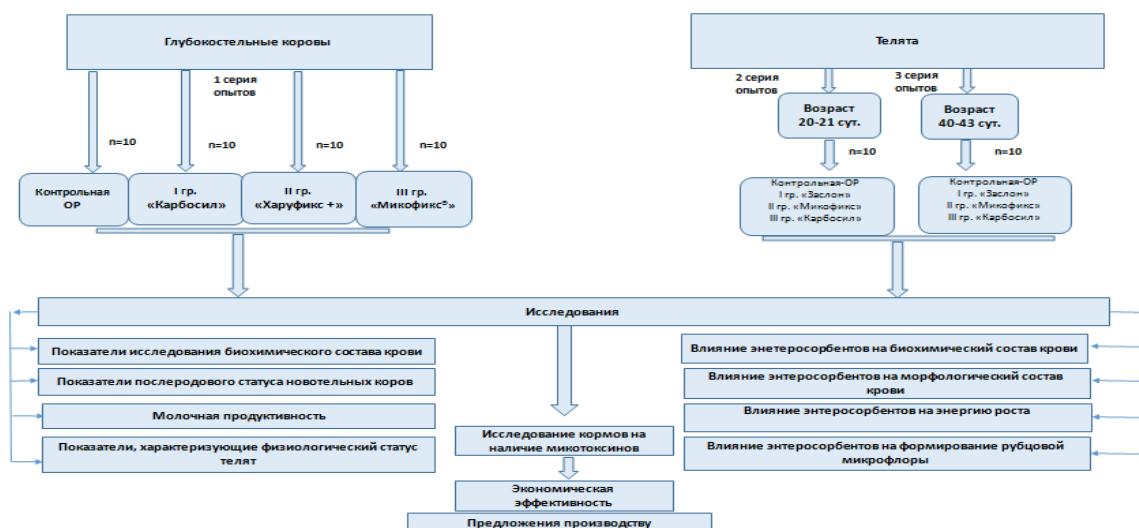 Глубокостельные коровы
1 серия
опытов
n=10
n=10
n=10
n=10
Контрольная
ОР
I гр.
«Карбосил»
II гр.
«Харуфикс +»
III гр.
«Микофикс®»
Телята
2 серия
опытов
3 серия
опытов
Возраст
20-21 сут.
Возраст
40-43 сут.
n=10
n=10
Контрольная-ОР
I гр. «Заслон»
II гр. «Микофикс»
III гр. «Карбосил»
Контрольная-ОР
I гр. «Заслон»
II гр. «Микофикс»
III гр. «Карбосил»
Исследования
Показатели исследования биохимического состава крови
Показатели послеродового статуса новотельных коров
Молочная продуктивность
Показатели, характеризующие физиологический статус
телят
Исследование кормов на
наличие микотоксинов
Экономическая
эффективность
Предложения производству
Влияние энетеросорбентов на биохимический состав крови
Влияние энтеросорбентов на морфологический состав
крови
Влияние энтеросорбентов на энергию роста
Влияние энтеросорбентов на формирование рубцовой
микрофлоры